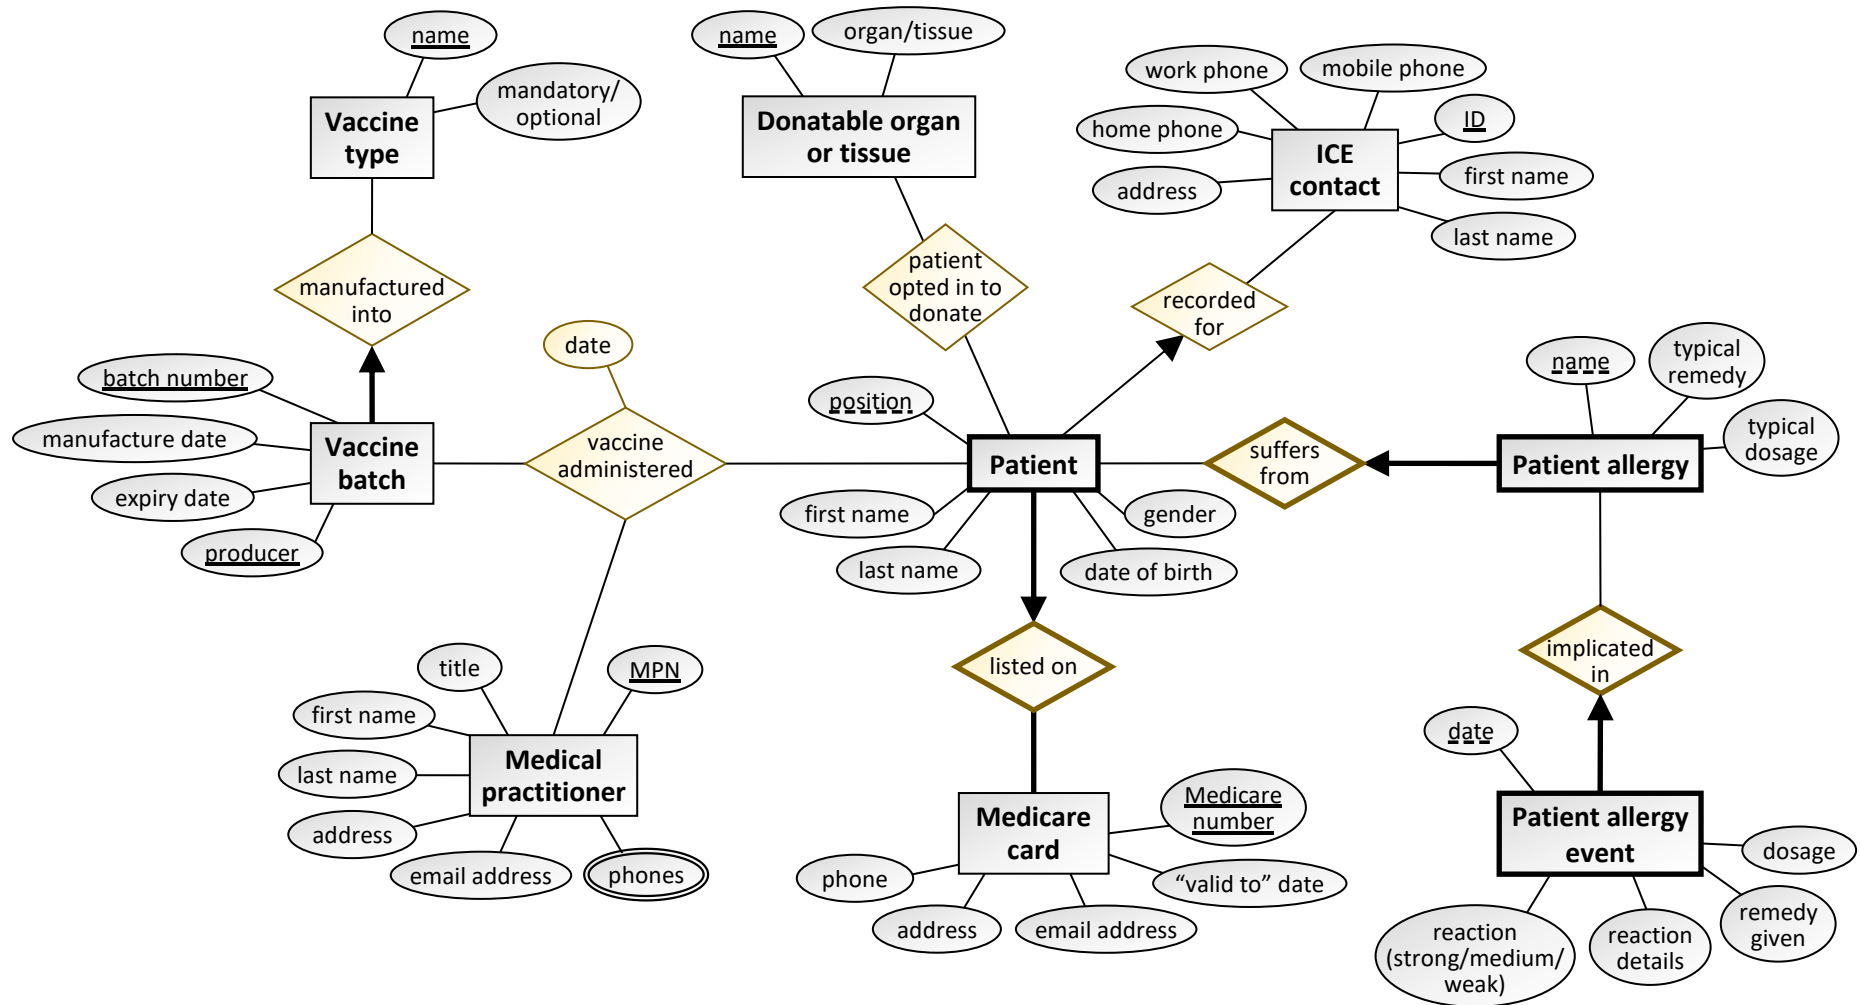 name
mandatory/
optional
Vaccine
type
manufactured
into
name
organ/tissue
Donatable organ
or tissue
patient
opted in to
donate
work phone
mobile phone
home phone
ID
address
ICE
contact
first name
last name
recorded
for
date
batch number
manufacture date
expiry date
producer
Vaccine
batch
vaccine
administered
position
Patient
first name
last name
gender
date of birth
suffers
from
name
typical
remedy
typical
dosage
Patient allergy
implicated
in
title
MPN
first name
last name
address
email address
phones
Medical
practitioner
listed on
Medicare
card
Medicare
number
phone
address
email address
“valid to” date
date
Patient allergy
event
dosage
remedy
given
reaction
details
reaction
(strong/medium/
weak)